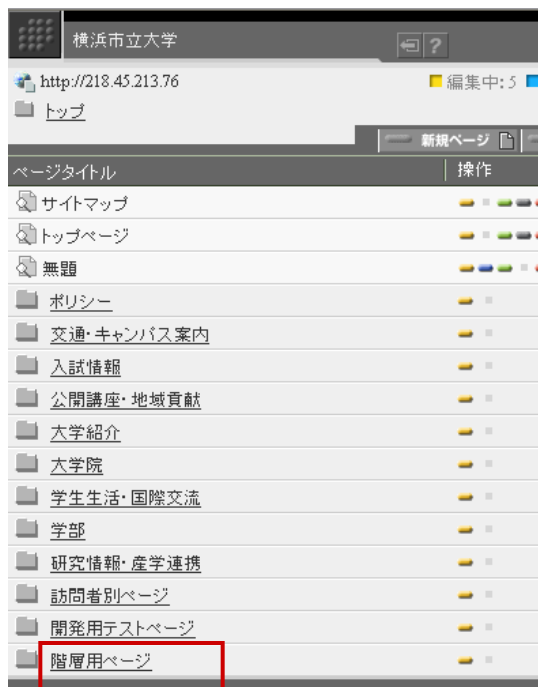 横浜市立大学
?
http://218.45.213.76
編集中: 5
トップ
新規ページ
ページタイトル
操作
サイトマップ
トップページ
無題
ポリシー
交通・キャンパス案内
入試情報
公開講座・地域貢献
大学紹介
大学院
学生生活・国際交流
学部
研究情報・産学連携
訪問者別ページ
開発用テストページ
階層用ページ